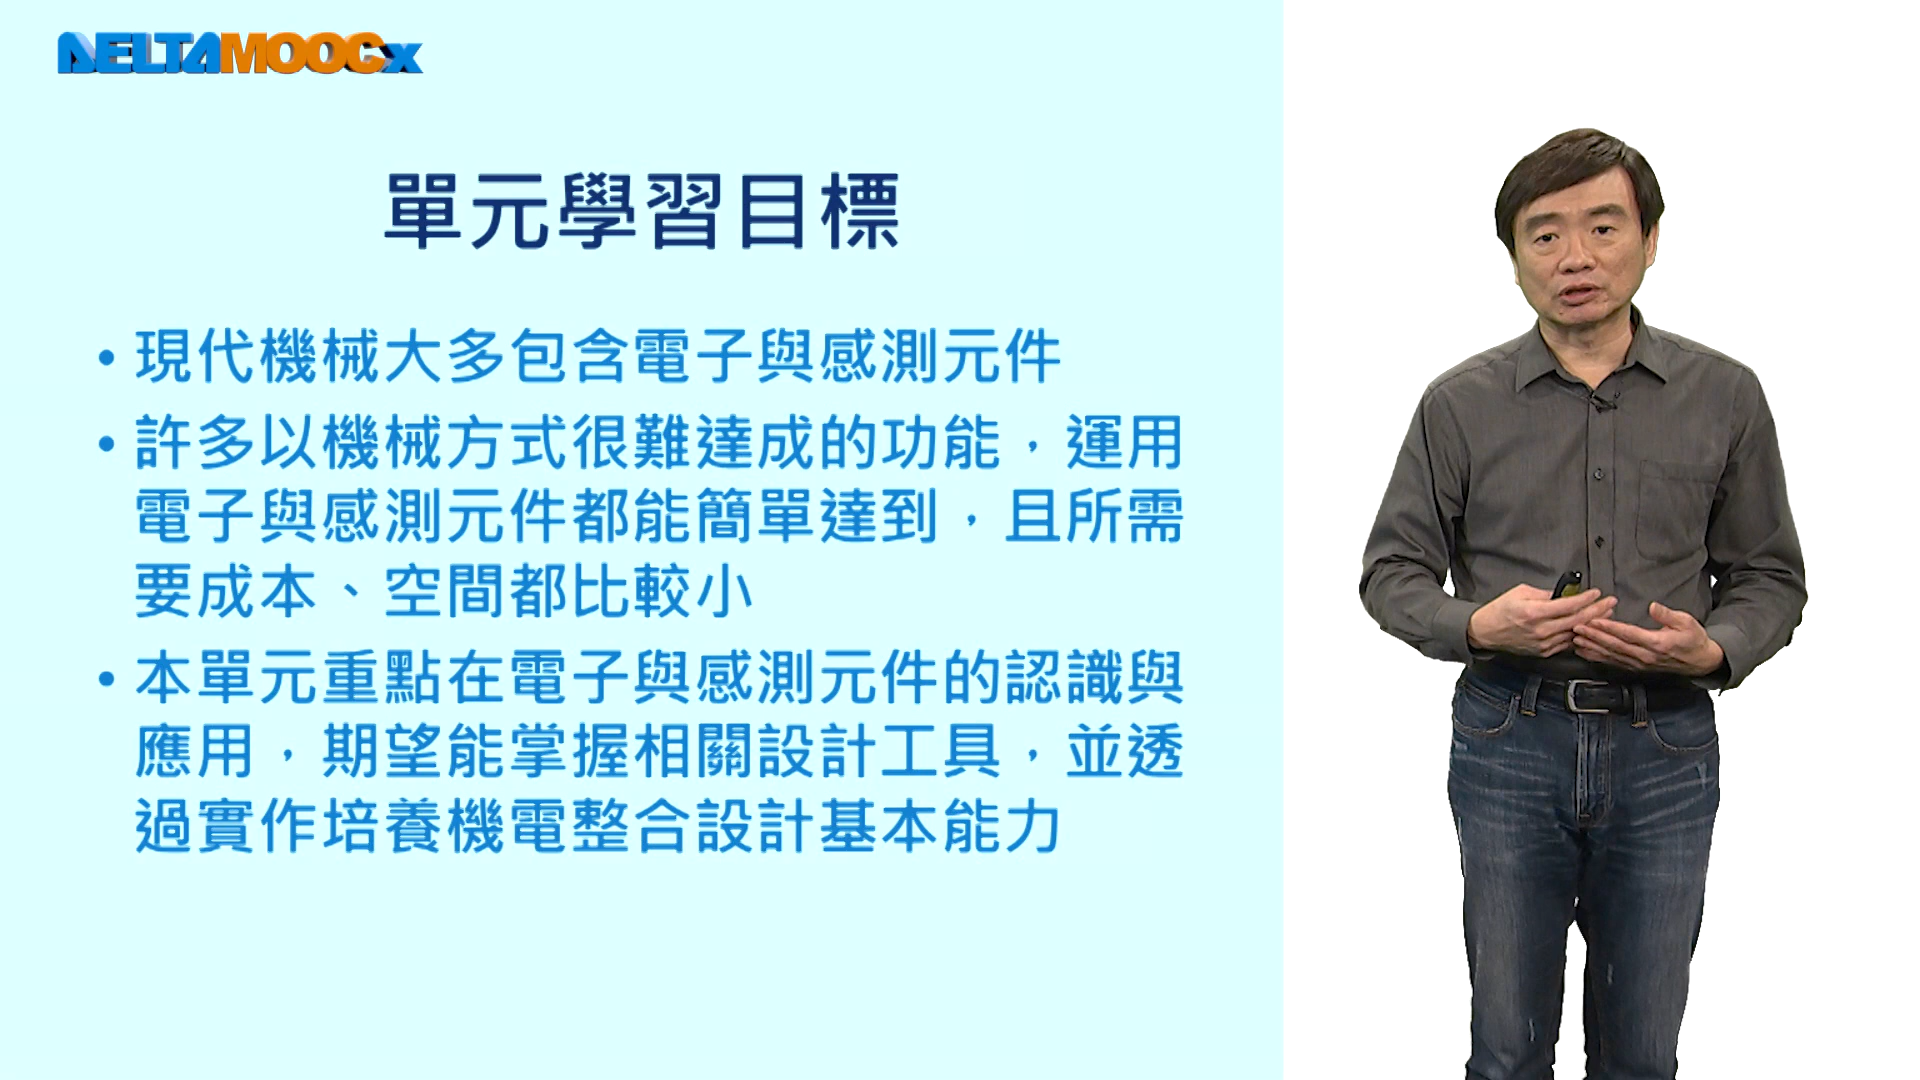 DELTAMOOCx
單元學習目標
• 現代機械大多包含電子與感測元件
• 許多以機械方式很難達成的功能，運用
電子與感測元件都能簡單達到，且所需
要成本、空間都比較小
• 本單元重點在電子與感測元件的認識與
應用，期望能掌握相關設計工具，並透
過實作培養機電整合設計基本能力